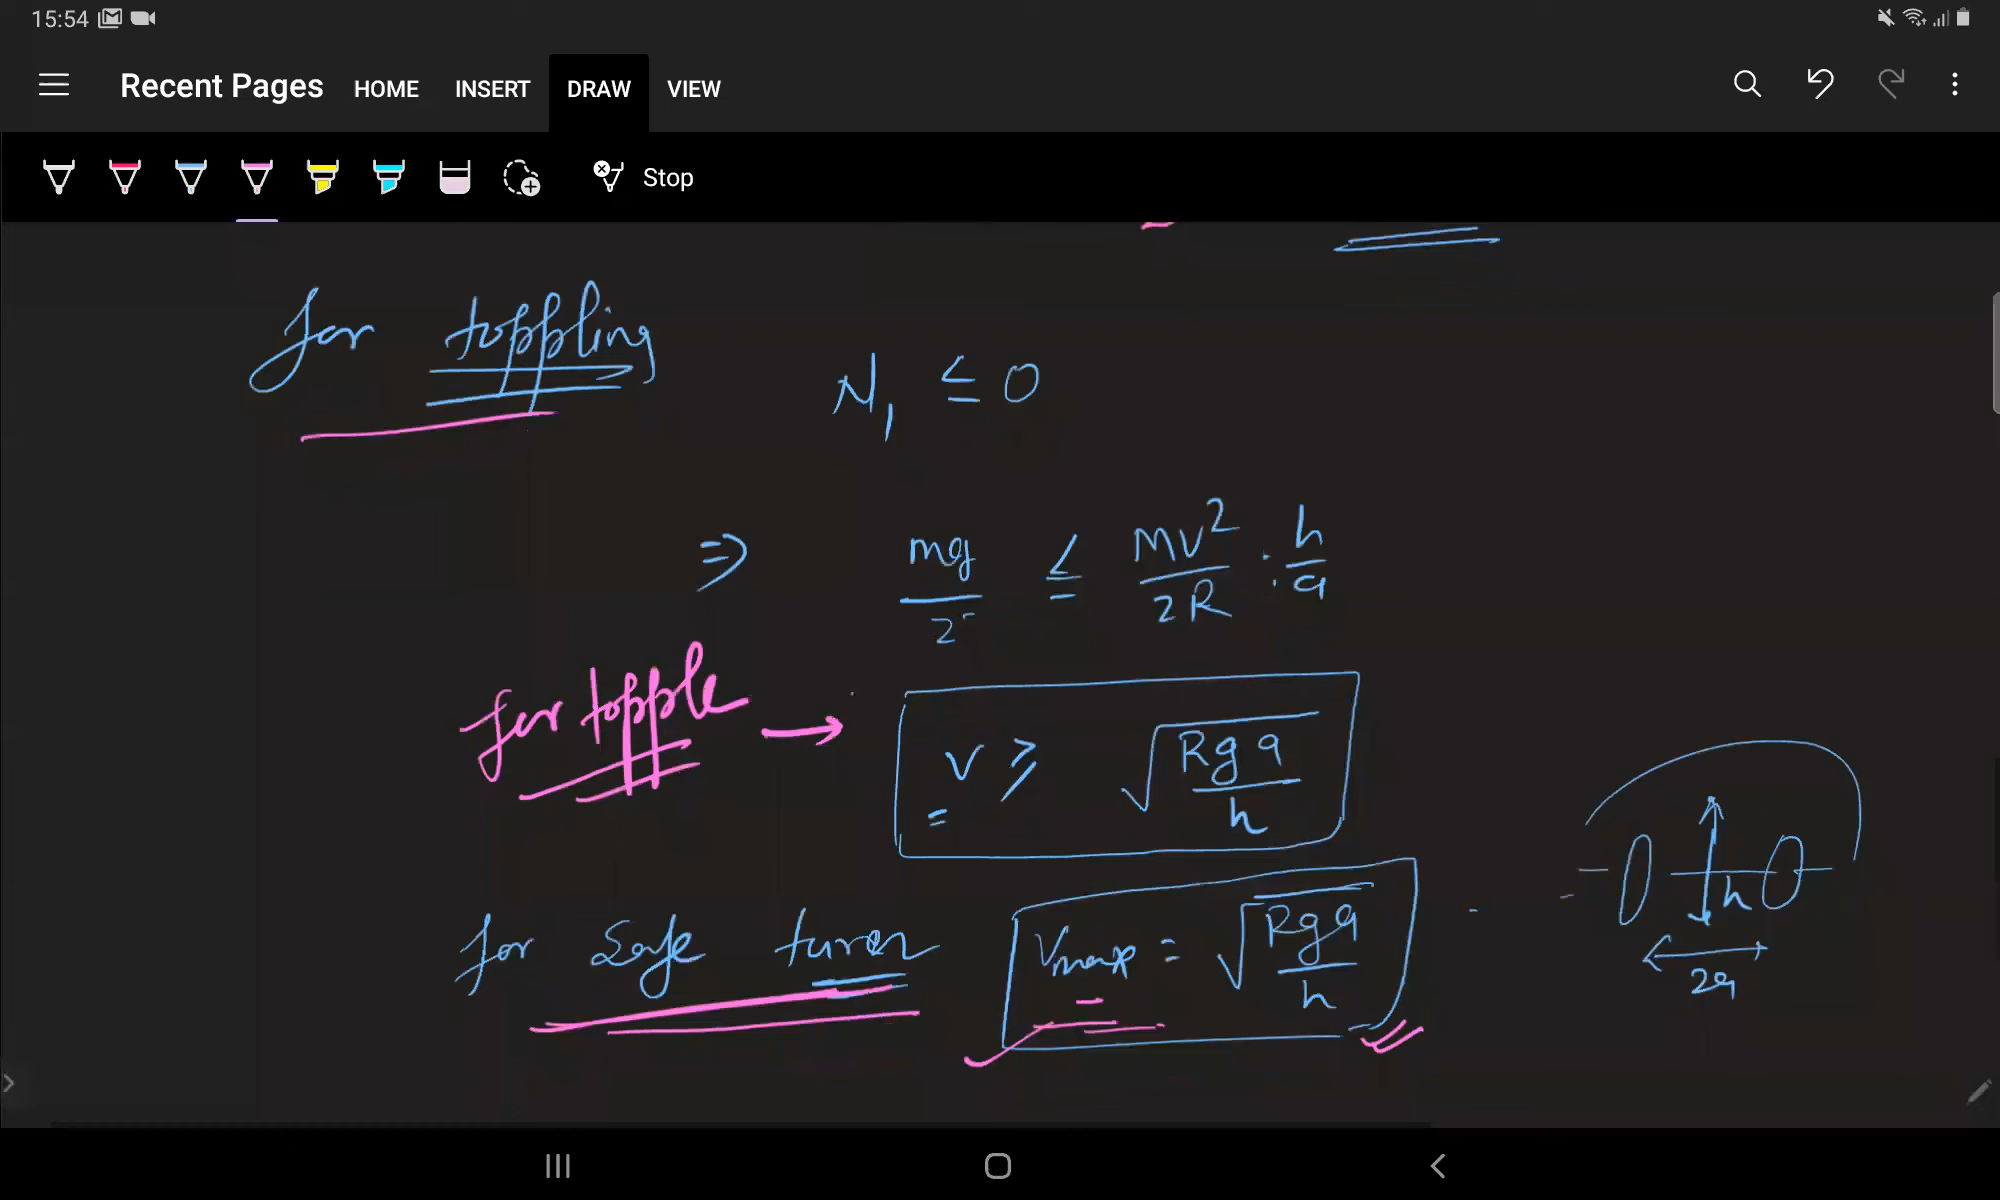 15:54
Recent Pages HOME INSERT DRAW VIEW
Stop
for toppling
N₁ ≤ 0
⇒ mg/2 ≤ Mv²/2R · h/a
for topple → v ≥ √(Rga/h)
for safe turn Vmax = √(Rga/h)
h
2a